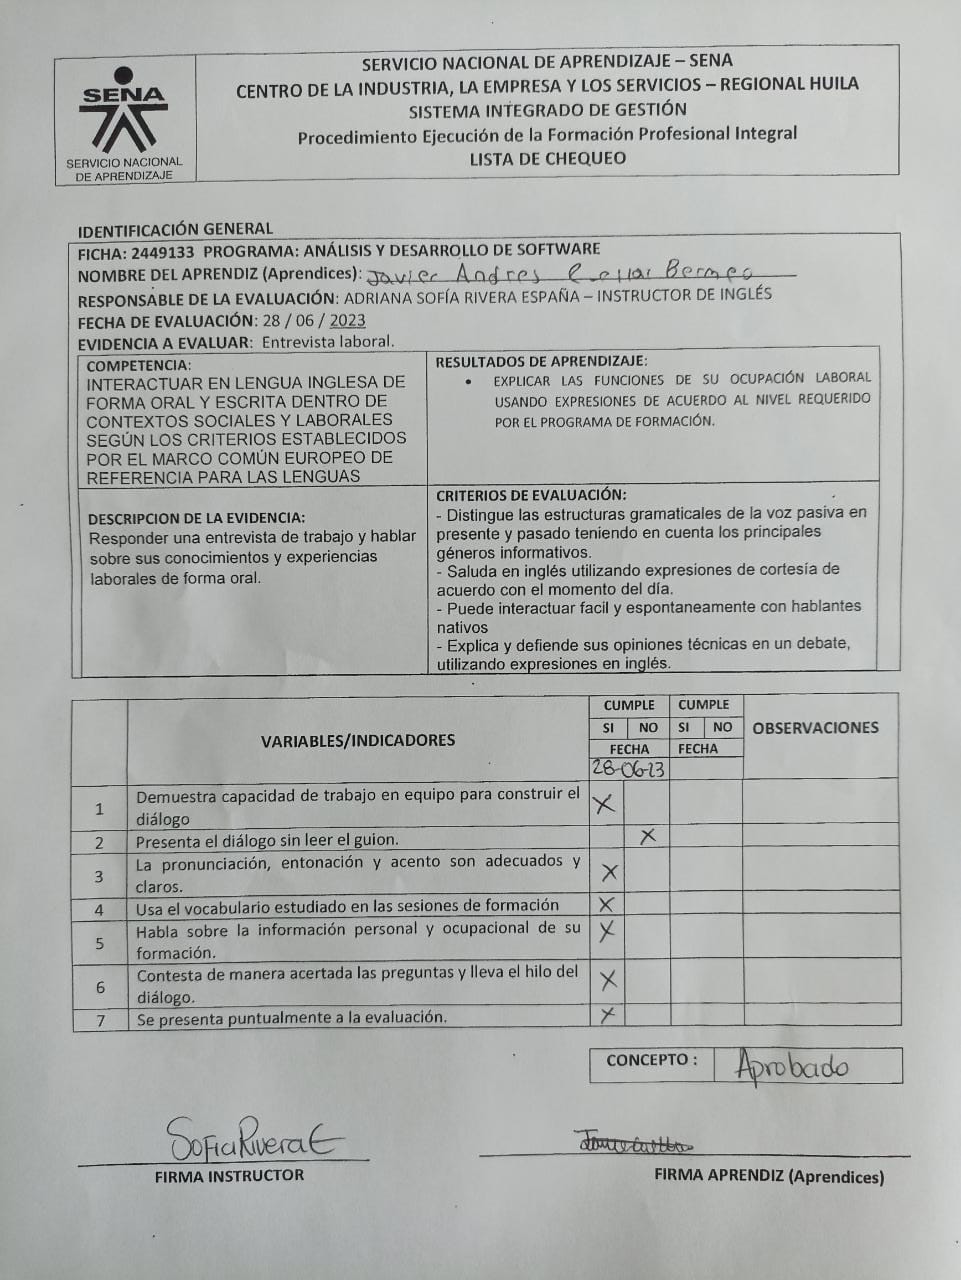 SENA
SERVICIO NACIONAL
DE APRENDIZAJE
SERVICIO NACIONAL DE APRENDIZAJE – SENA
CENTRO DE LA INDUSTRIA, LA EMPRESA Y LOS SERVICIOS – REGIONAL HUILA
SISTEMA INTEGRADO DE GESTIÓN
Procedimiento Ejecución de la Formación Profesional Integral
LISTA DE CHEQUEO
IDENTIFICACIÓN GENERAL
FICHA: 2449133 PROGRAMA: ANÁLISIS Y DESARROLLO DE SOFTWARE
NOMBRE DEL APRENDIZ (Aprendices): Javier Andres Bermeo
RESPONSABLE DE LA EVALUACIÓN: ADRIANA SOFÍA RIVERA ESPAÑA – INSTRUCTOR DE INGLÉS
FECHA DE EVALUACIÓN: 28 / 06 / 2023
EVIDENCIA A EVALUAR: Entrevista laboral.
COMPETENCIA:
INTERACTUAR EN LENGUA INGLESA DE
FORMA ORAL Y ESCRITA DENTRO DE
CONTEXTOS SOCIALES Y LABORALES
SEGÚN LOS CRITERIOS ESTABLECIDOS
POR EL MARCO COMÚN EUROPEO DE
REFERENCIA PARA LAS LENGUAS
RESULTADOS DE APRENDIZAJE:
• EXPLICAR LAS FUNCIONES DE SU OCUPACIÓN LABORAL
USANDO EXPRESIONES DE ACUERDO AL NIVEL REQUERIDO
POR EL PROGRAMA DE FORMACIÓN.
DESCRIPCION DE LA EVIDENCIA:
Responder una entrevista de trabajo y hablar
sobre sus conocimientos y experiencias
laborales de forma oral.
CRITERIOS DE EVALUACIÓN:
- Distingue las estructuras gramaticales de la voz pasiva en
presente y pasado teniendo en cuenta los principales
géneros informativos.
- Saluda en inglés utilizando expresiones de cortesía de
acuerdo con el momento del día.
- Puede interactuar facil y espontaneamente con hablantes
nativos
- Explica y defiende sus opiniones técnicas en un debate,
utilizando expresiones en inglés.
VARIABLES/INDICADORES
CUMPLE CUMPLE
SI NO SI NO
FECHA FECHA
28-06-23
OBSERVACIONES
1 Demuestra capacidad de trabajo en equipo para construir el X
diálogo
2 Presenta el diálogo sin leer el guion. X
3 La pronunciación, entonación y acento son adecuados y X
claros.
4 Usa el vocabulario estudiado en las sesiones de formación X
5 Habla sobre la información personal y ocupacional de su X
formación.
6 Contesta de manera acertada las preguntas y lleva el hilo del X
diálogo.
7 Se presenta puntualmente a la evaluación. X
CONCEPTO : Aprobado
Sofia Rivera E
FIRMA INSTRUCTOR
FIRMA APRENDIZ (Aprendices)